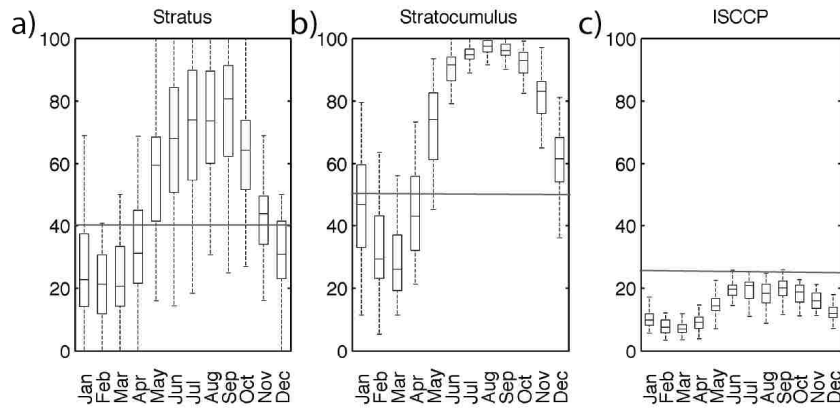 a) Stratus
100
80
60
40
20
0
Jan
Feb
Mar
Apr
May
Jun
Jul
Aug
Sep
Oct
Nov
Dec
b) Stratocumulus
100
80
60
40
20
0
Jan
Feb
Mar
Apr
May
Jun
Jul
Aug
Sep
Oct
Nov
Dec
c) ISCCP
100
80
60
40
20
0
Jan
Feb
Mar
Apr
May
Jun
Jul
Aug
Sep
Oct
Nov
Dec